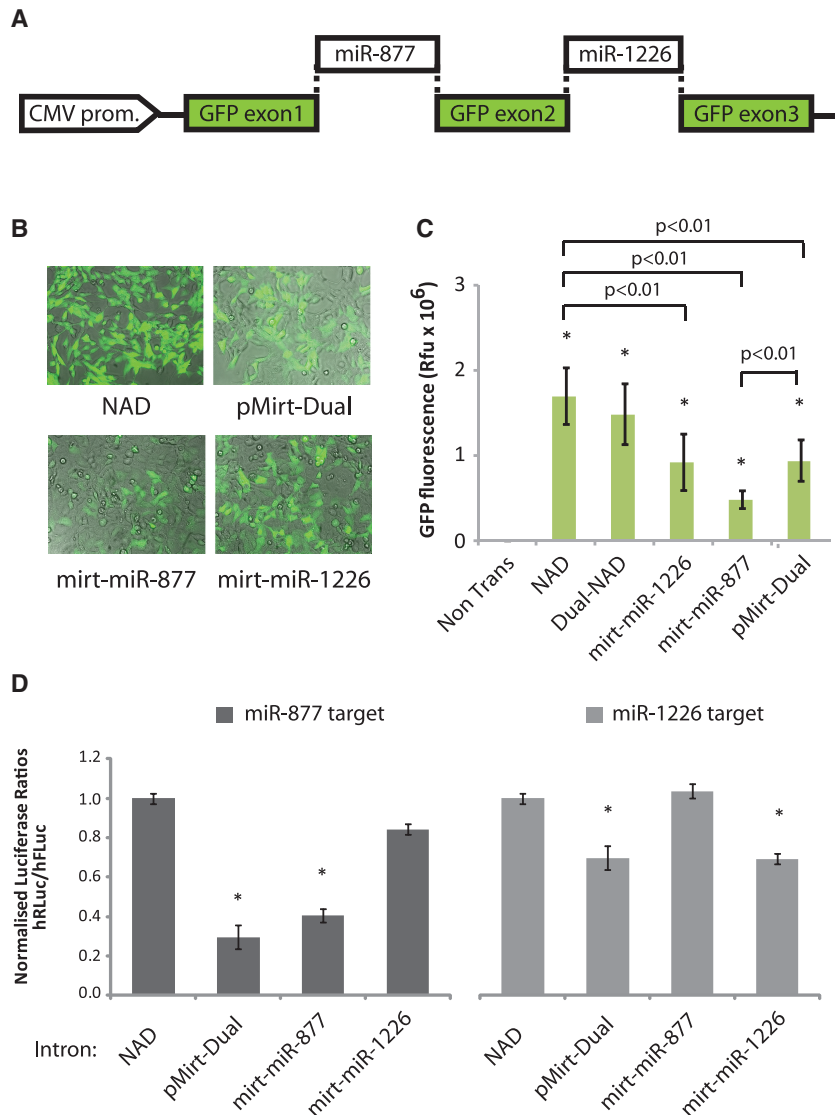 A
miR-877 miR-1226
CMV prom. GFP exon1 GFP exon2 GFP exon3
B
NAD pMirt-Dual
mirt-miR-877 mirt-miR-1226
C
p<0.01
p<0.01
p<0.01
p<0.01
GFP fluorescence (Rfu x 10⁶)
3
2
1
0
* * * * *
Non Trans NAD Dual-NAD mirt-miR-1226 mirt-miR-877 pMirt-Dual
D
miR-877 target miR-1226 target
Normalised Luciferase Ratios
hRLuc/hFLuc
1.2
1.0
0.8
0.6
0.4
0.2
0.0
* * * *
Intron: NAD pMirt-Dual mirt-miR-877 mirt-miR-1226 NAD pMirt-Dual mirt-miR-877 mirt-miR-1226